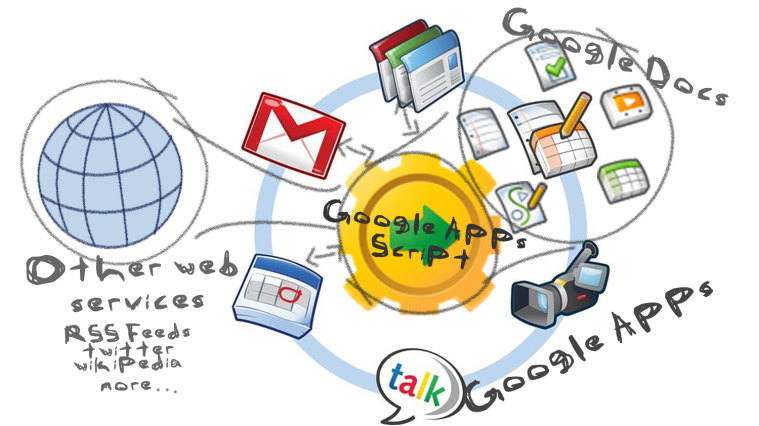 Google Docs
Google Apps
Script
Other web
services
RSS Feeds
twitter
wikiPedia
more...
talk
Google APPs